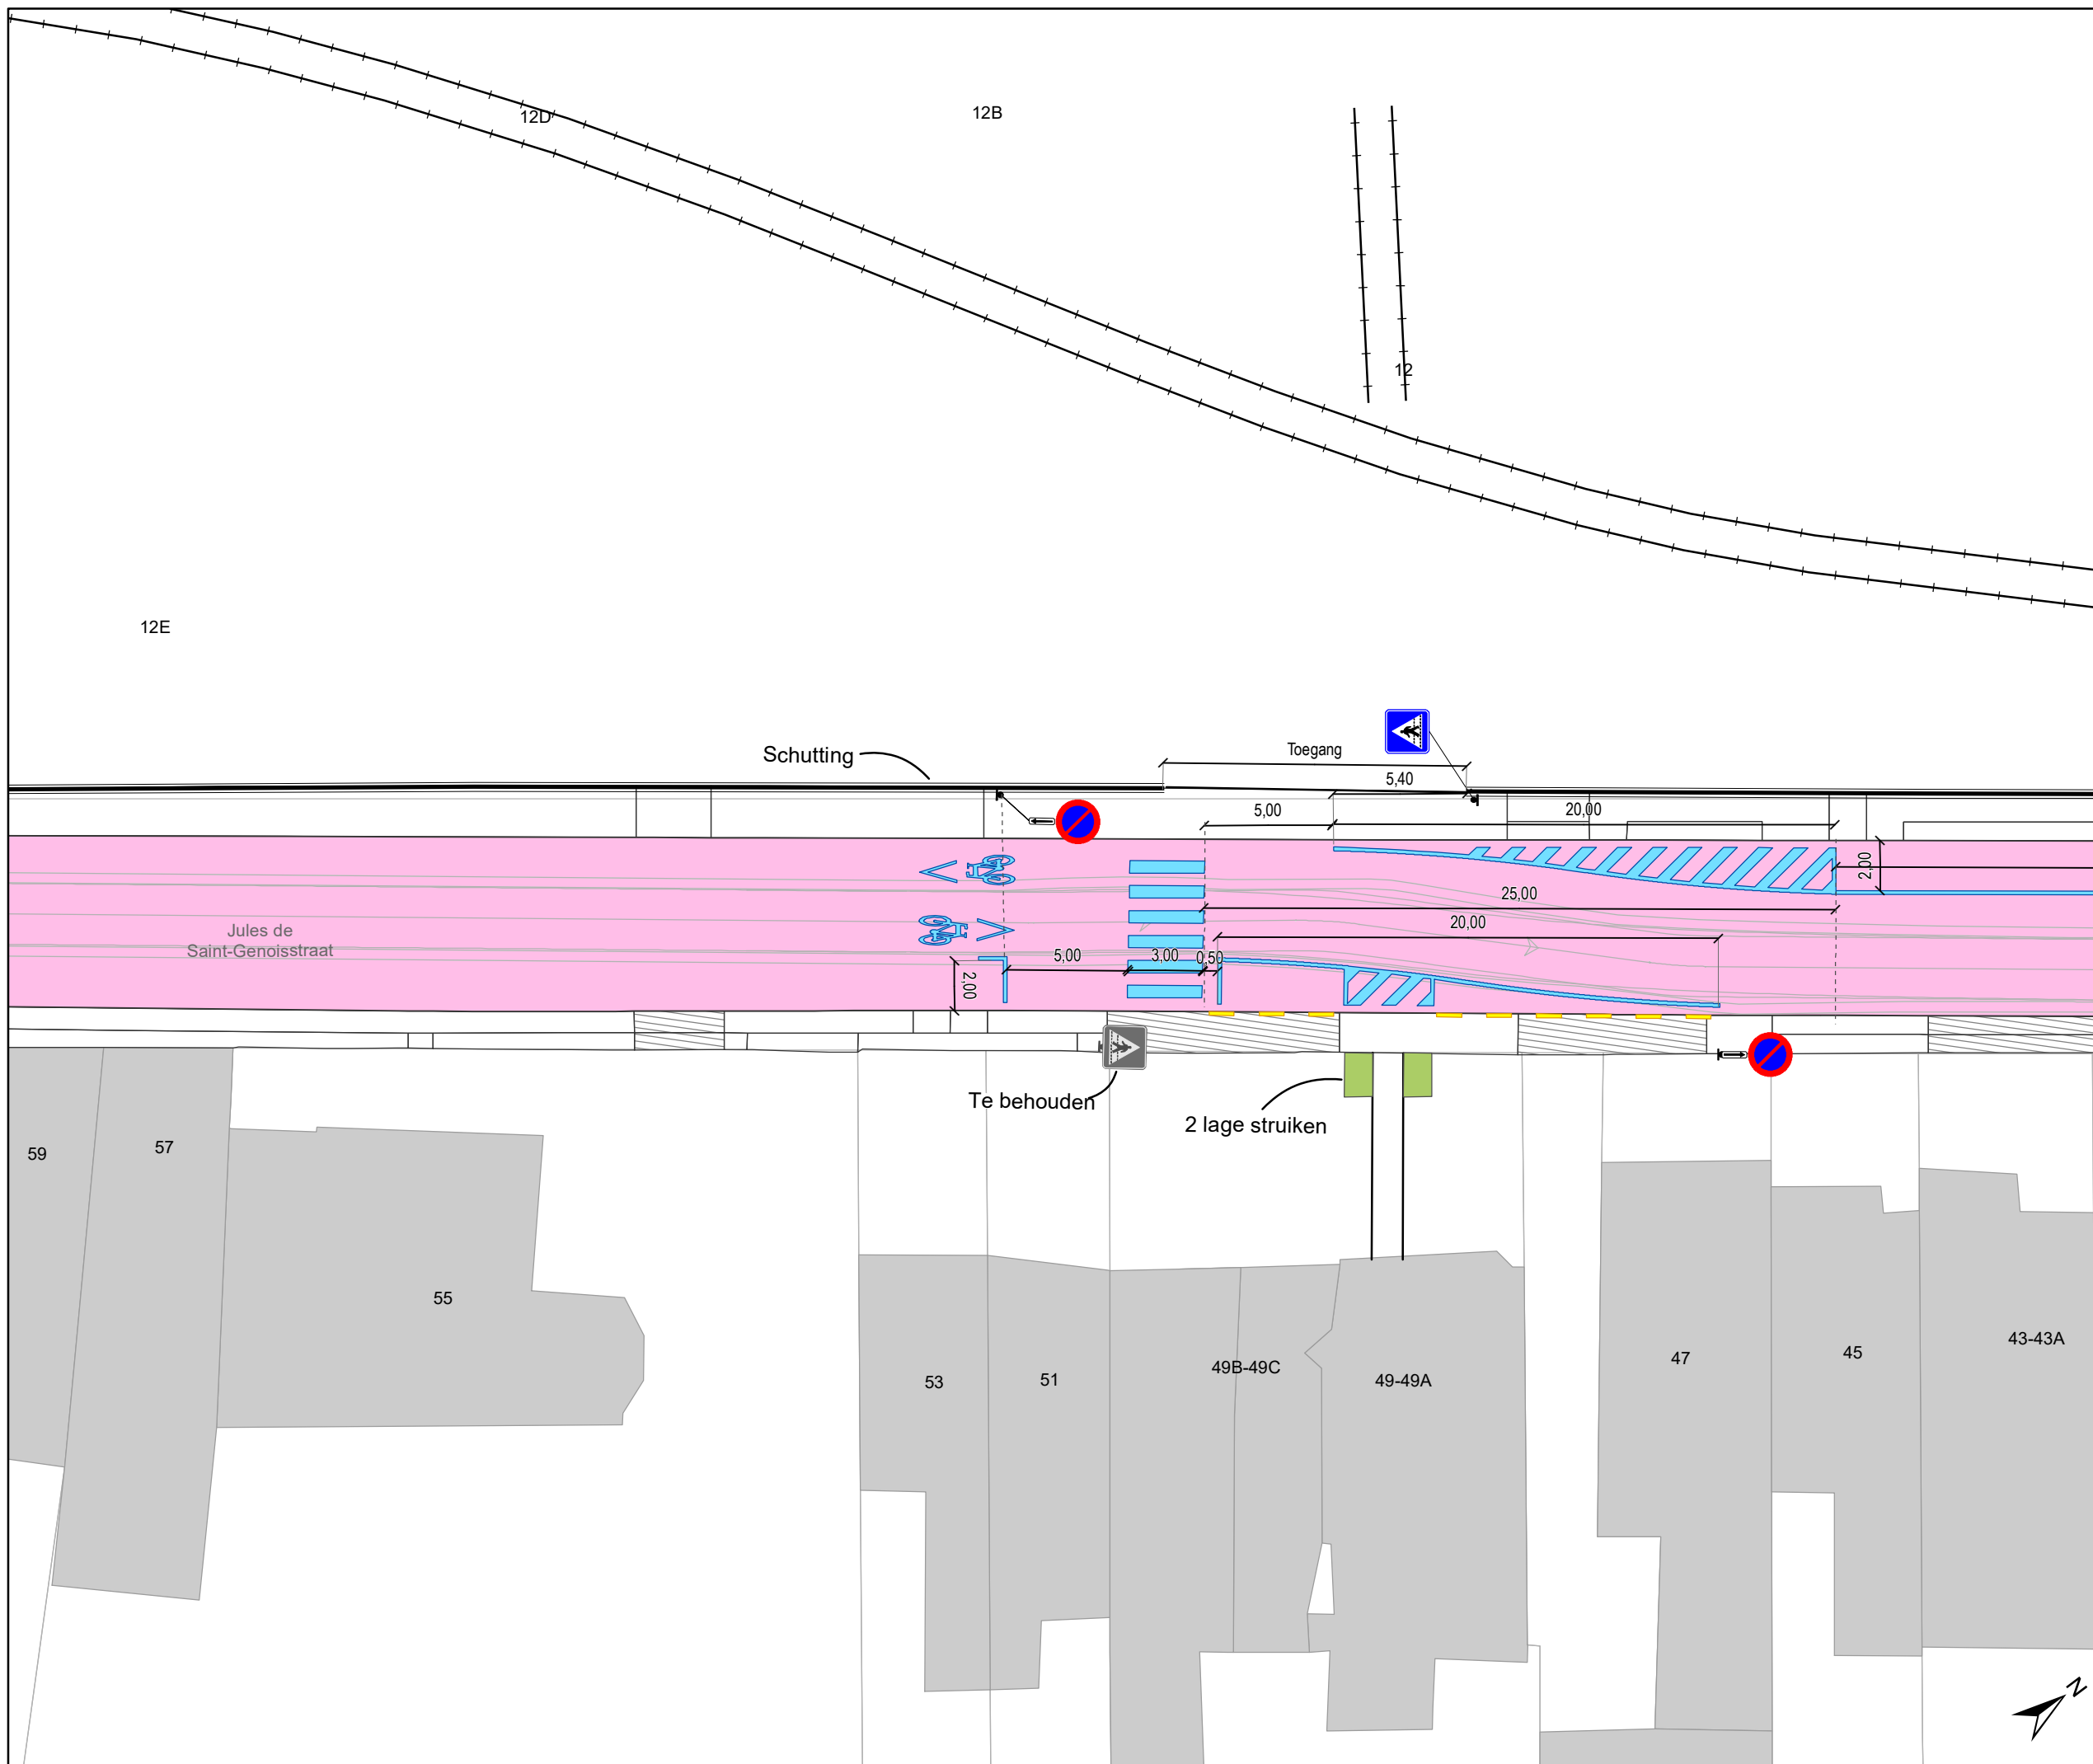 12D
12B
12
12E
Schutting
Toegang
5,40
5,00
20,00
2,00
25,00
20,00
Jules de
Saint-Genoisstraat
5,00
3,00
0,50
2,00
Te behouden
2 lage struiken
59
57
55
53
51
49B-49C
49-49A
47
45
43-43A
N